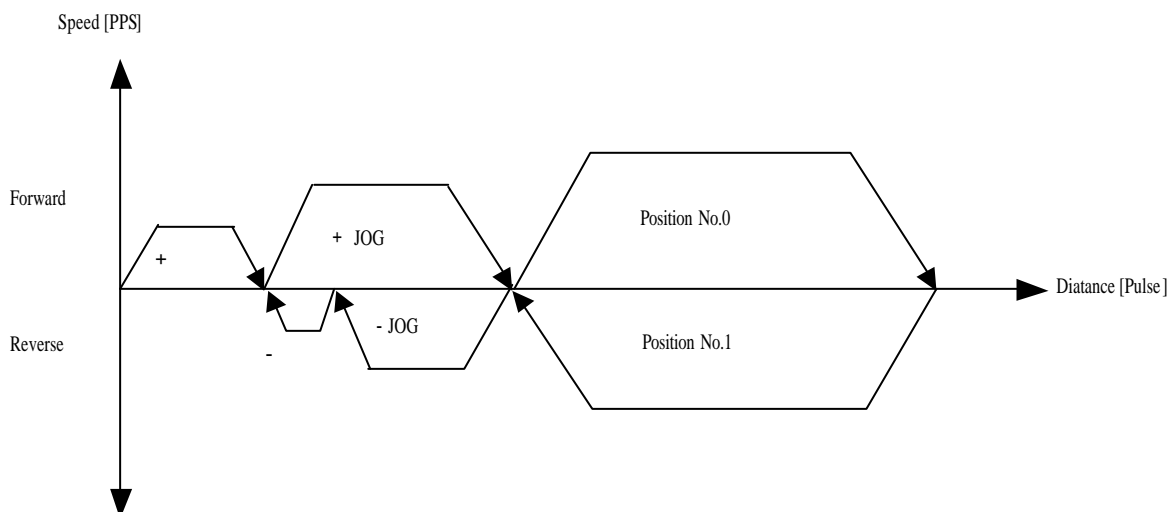 Speed [PPS]
Forward
+
+ JOG
Position No.0
Diatance [Pulse]
Reverse
-
- JOG
Position No.1